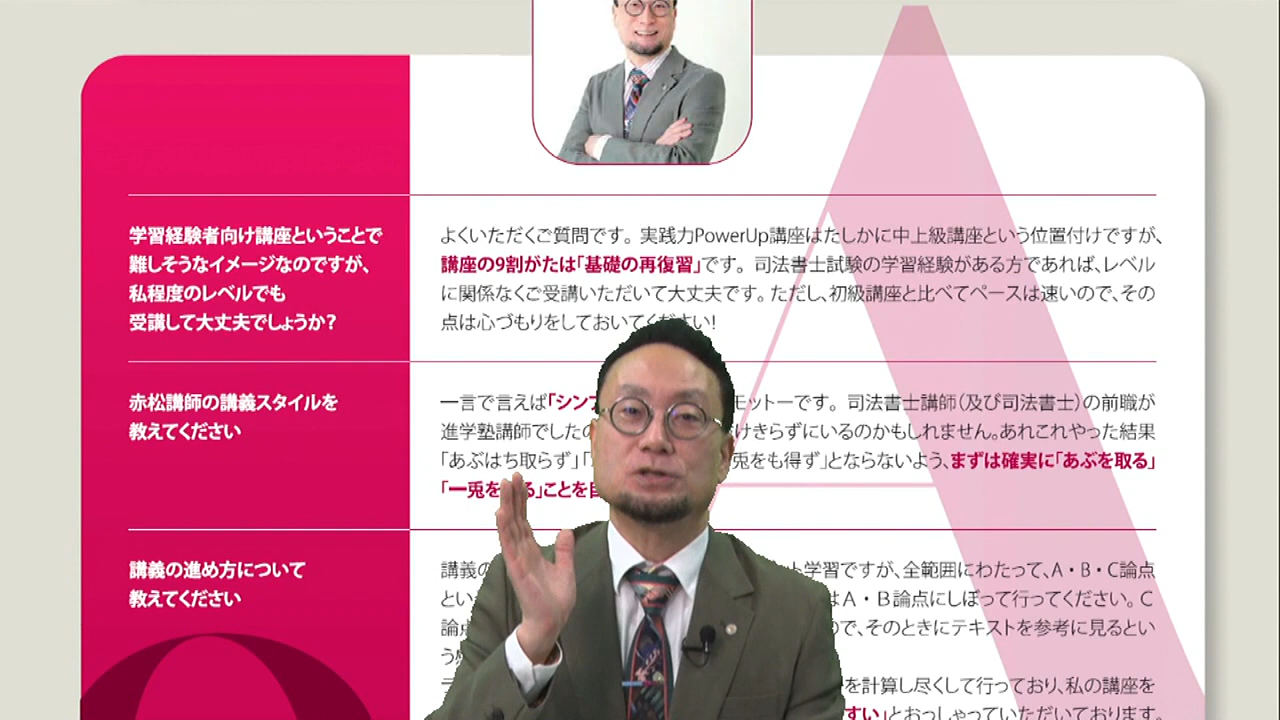 学習経験者向け講座ということで
難しそうなイメージなのですが、
私程度のレベルでも
受講して大丈夫でしょうか?
よくいただくご質問です。実践力PowerUp講座はたしかに中上級講座という位置付けですが、
講座の9割がたは「基礎の再復習」です。司法書士試験の学習経験がある方であれば、レベル
に関係なくご受講いただいて大丈夫です。ただし、初級講座と比べてペースは速いので、その
点は心づもりをしておいてください!
赤松講師の講義スタイルを
教えてください
一言で言えば「シン モットーです。司法書士講師(及び司法書士)の前職が
進学塾講師でした けきらずにいるのかもしれません。あれこれやった結果
「あぶはち取らず」「 兎をも得ず」とならないよう、まずは確実に「あぶを取る」
「一兎を る」ことを
講義の進め方について
教えてください
講義の ト学習ですが、全範囲にわたって、A・B・C論点
とい はA・B論点にしぼって行ってください。C
論点 ので、そのときにテキストを参考に見るとい
う
を計算し尽くして行っており、私の講座を
すい」とおっしゃっていただいております。